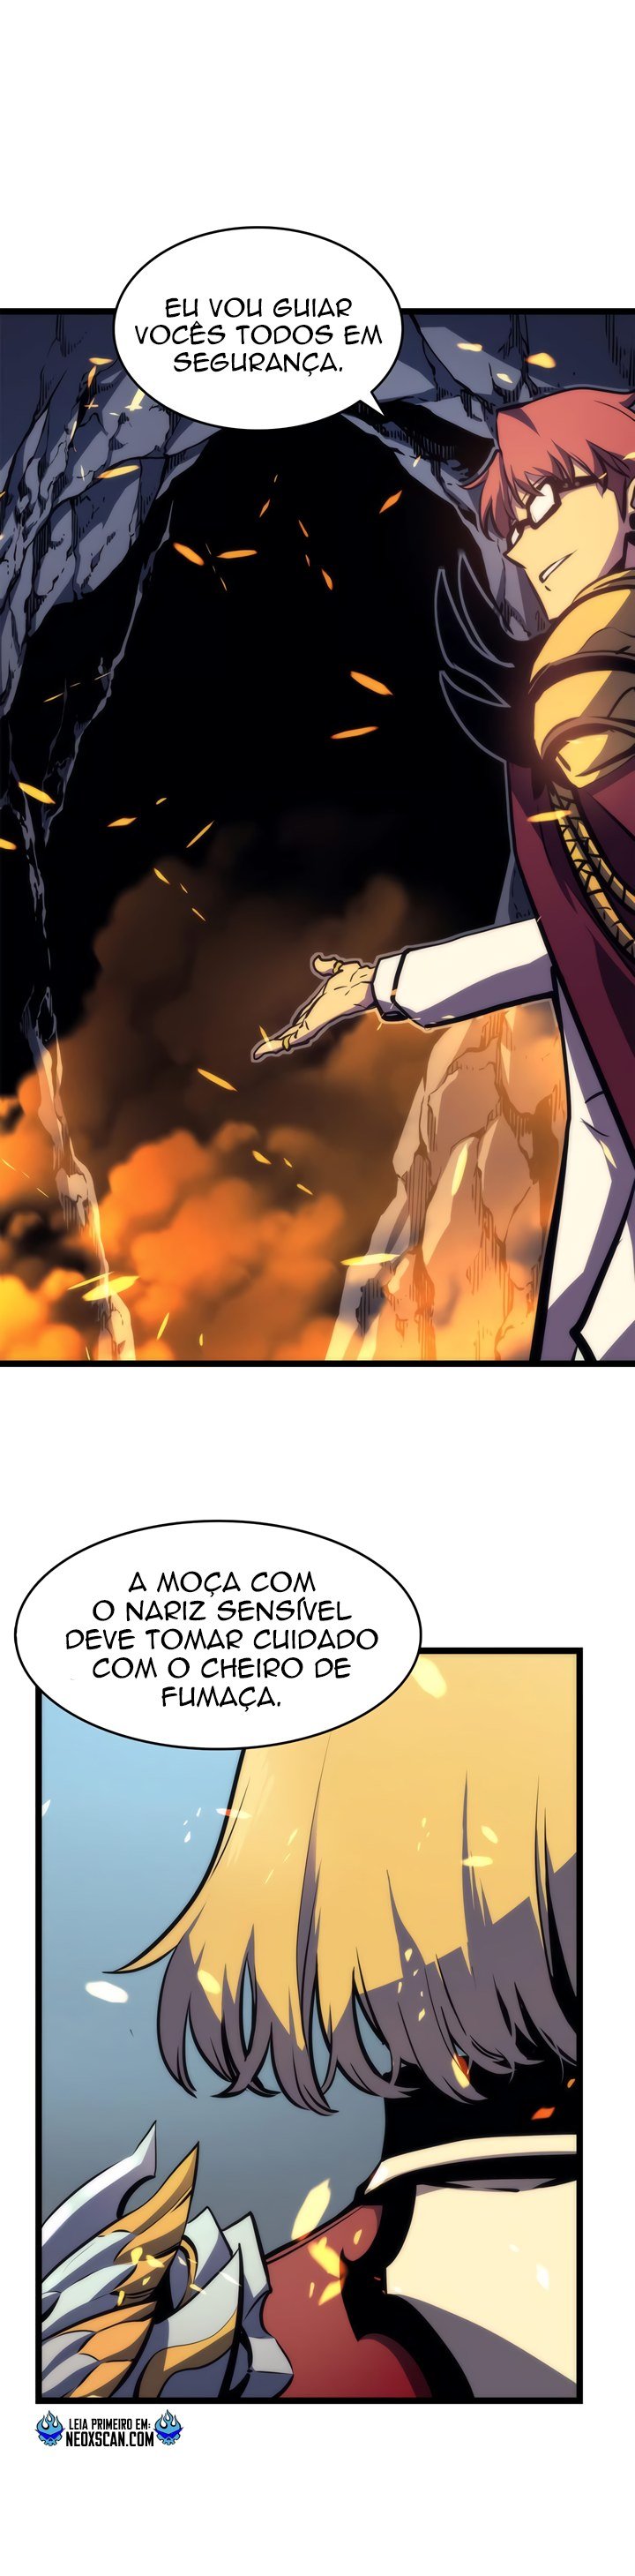 EU VOU GUIAR
VOCÊS TODOS EM
SEGURANÇA.
A MOÇA COM
O NARIZ SENSÍVEL
DEVE TOMAR CUIDADO
COM O CHEIRO DE
FUMAÇA.
LEIA PRIMEIRO EM:
NEOXSCAN.COM